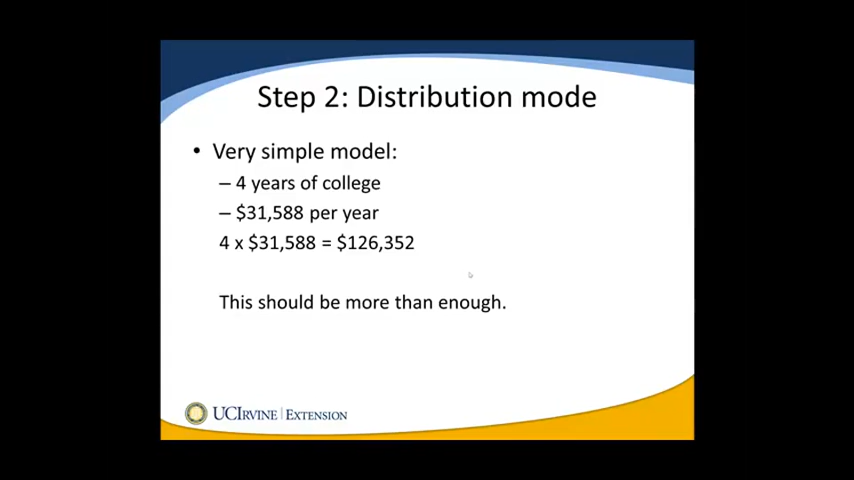 Step 2: Distribution mode
• Very simple model:
– 4 years of college
– $31,588 per year
4 x $31,588 = $126,352
This should be more than enough.
UCIRVINE | EXTENSION